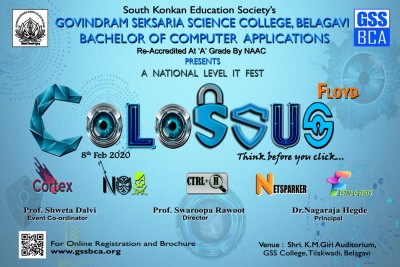 South Konkan Education Society's
GOVINDRAM SEKSARIA SCIENCE COLLEGE, BELAGAVI
BACHELOR OF COMPUTER APPLICATIONS
Re-Accredited At 'A' Grade By NAAC
PRESENTS
A NATIONAL LEVEL IT FEST
GSS
BCA
FLOYD
COLOSSUS
8th Feb 2020
Think before you click...
CORTEX
CTRL+H
NETSPARKER
Prof. Shweta Dalvi
Event Co-ordinator
Prof. Swaroopa Rawoot
Director
Dr.Nagaraja Hegde
Principal
For Online Registration and Brochure
www.gssbca.org
Venue : Shri. K.M.Giri Auditorium,
GSS College, Tilakwadi, Belagavi